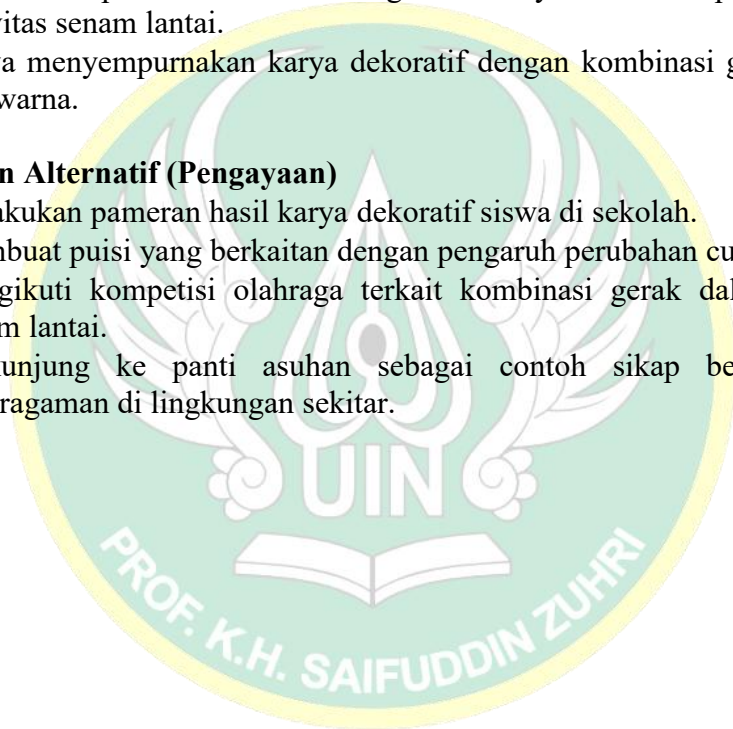 vitas senam lantai.
a menyempurnakan karya dekoratif dengan kombinasi
warna.
n Alternatif (Pengayaan)
akukan pameran hasil karya dekoratif siswa di sekolah.
nbuat puisi yang berkaitan dengan pengaruh perubahan cu
gikuti kompetisi olahraga terkait kombinasi gerak dal
m lantai.
kunjung ke panti asuhan sebagai contoh sikap be
ragaman di lingkungan sekitar.
UIN
PROF. K.H. SAIFUDDIN ZUHRI